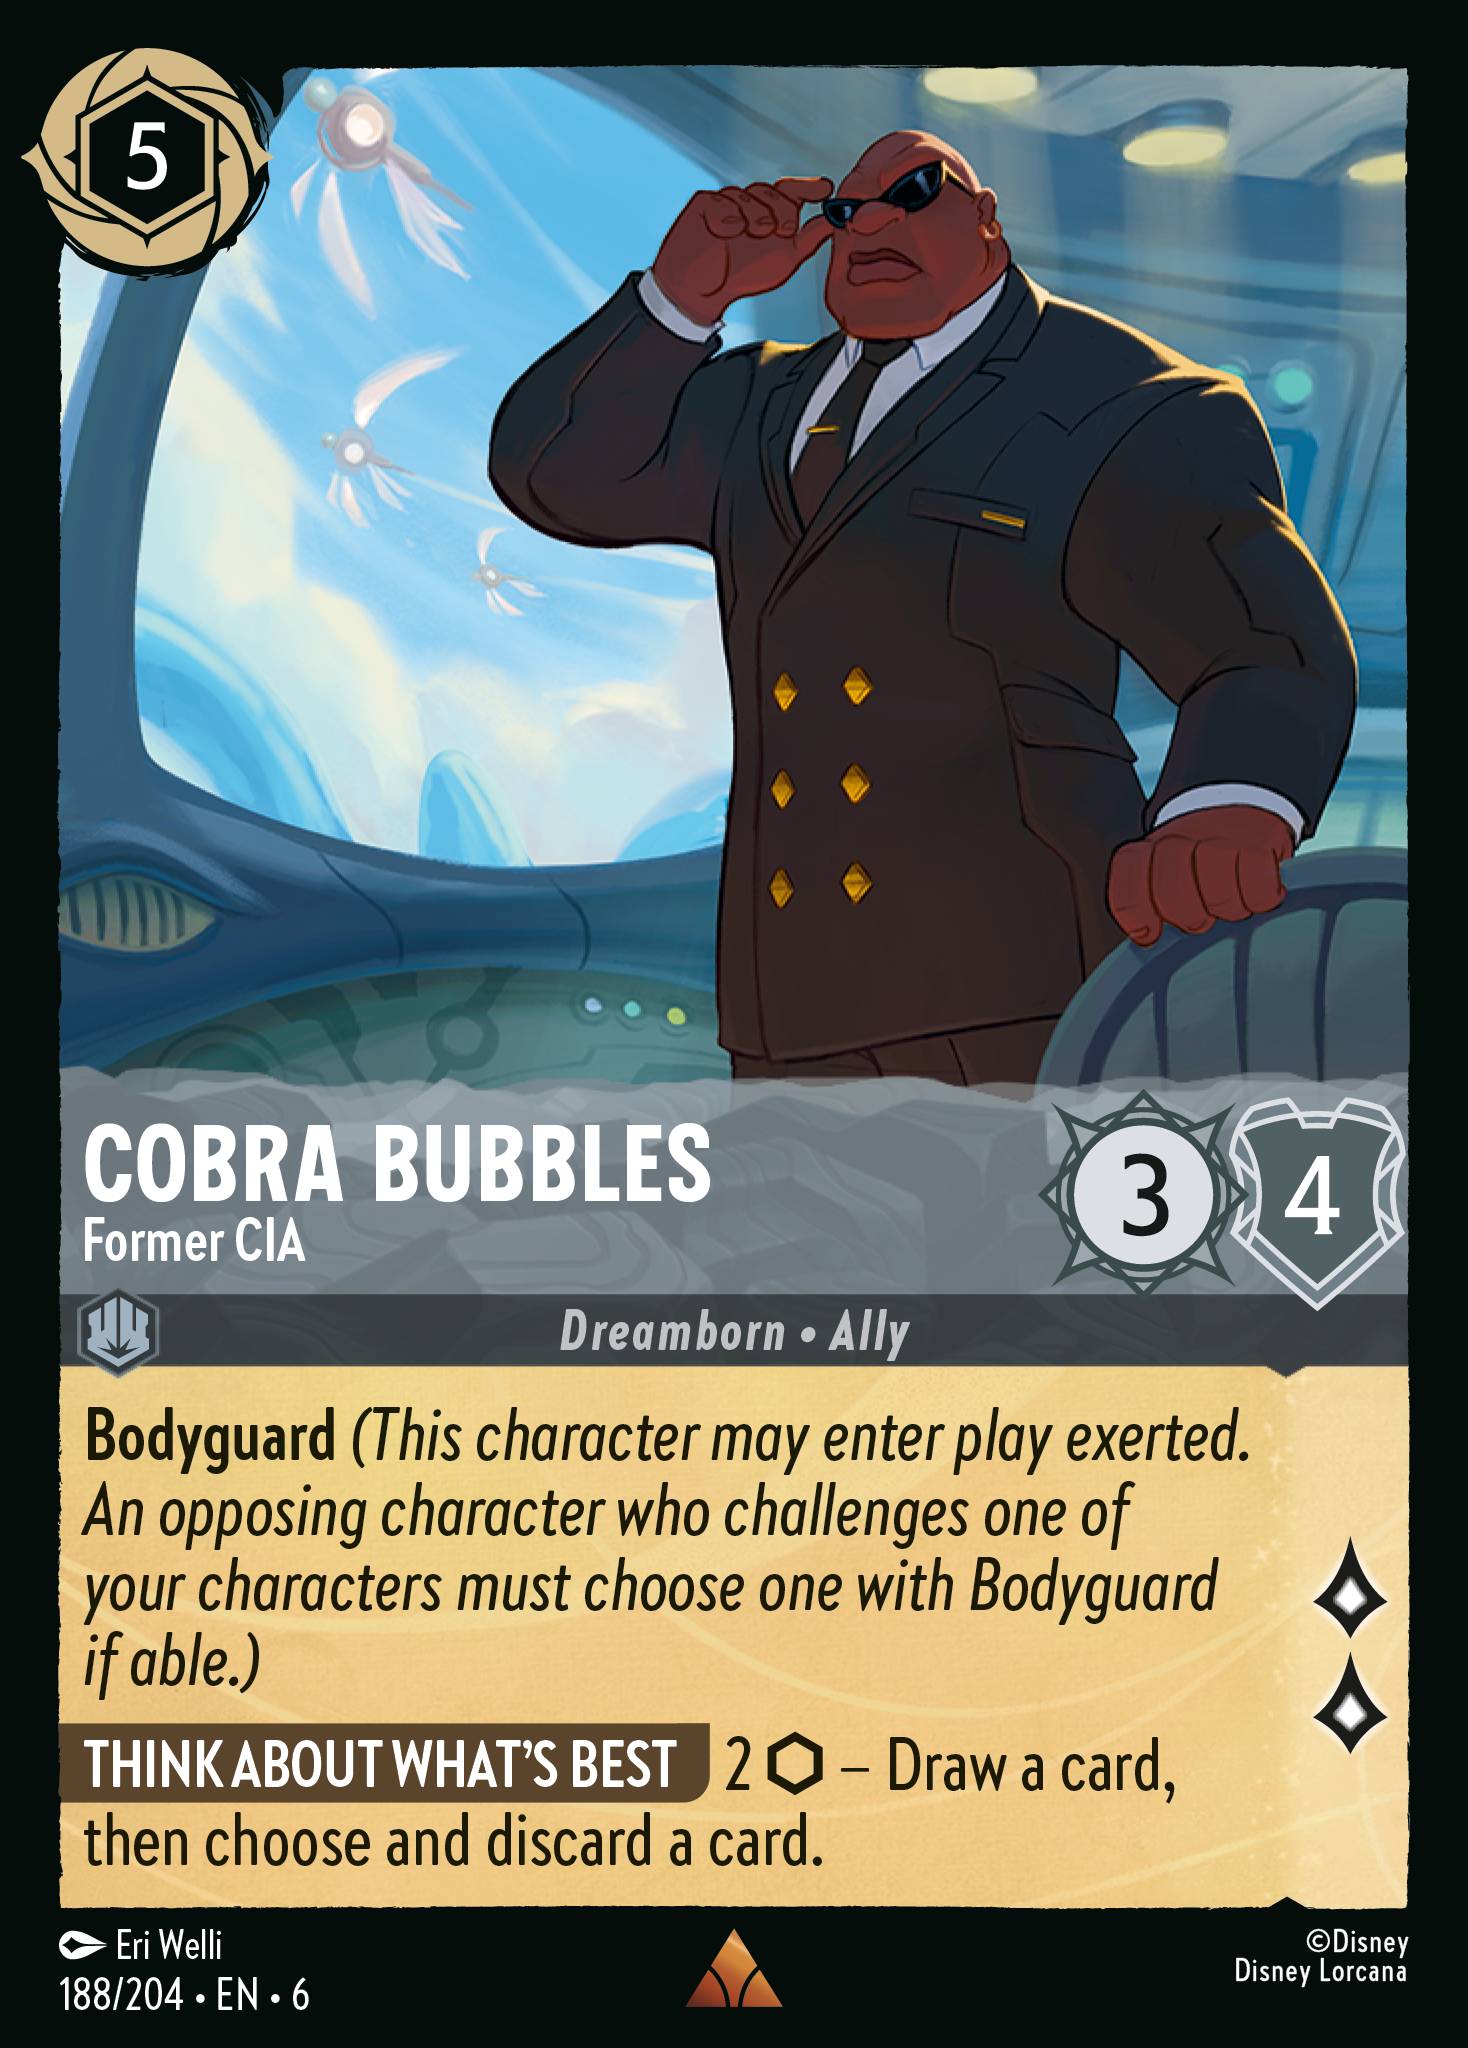 5
COBRA BUBBLES
Former CIA
3
4
Dreamborn • Ally
Bodyguard (This character may enter play exerted.
An opposing character who challenges one of
your characters must choose one with Bodyguard
if able.)
THINK ABOUT WHAT'S BEST 2 ⬡ – Draw a card,
then choose and discard a card.
Eri Welli
188/204 • EN • 6
©Disney
Disney Lorcana